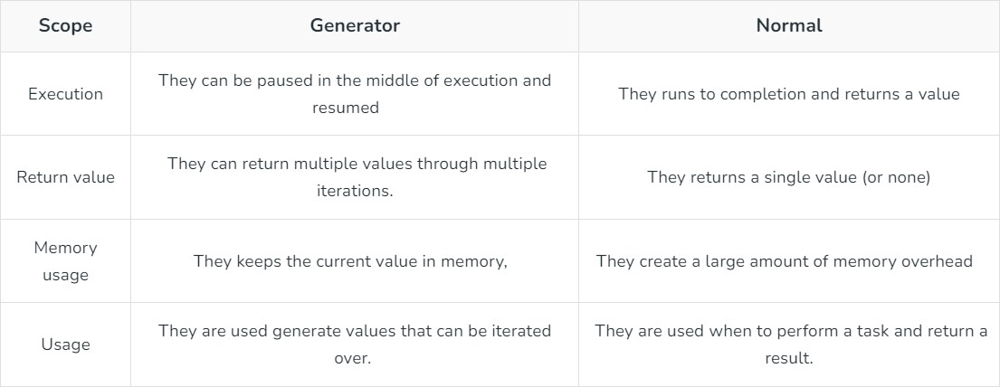 Scope Generator Normal
Execution
They can be paused in the middle of execution and
resumed
They runs to completion and returns a value
Return value
They can return multiple values through multiple
iterations.
They returns a single value (or none)
Memory
usage
They keeps the current value in memory,
They create a large amount of memory overhead
Usage
They are used generate values that can be iterated
over.
They are used when to perform a task and return a
result.